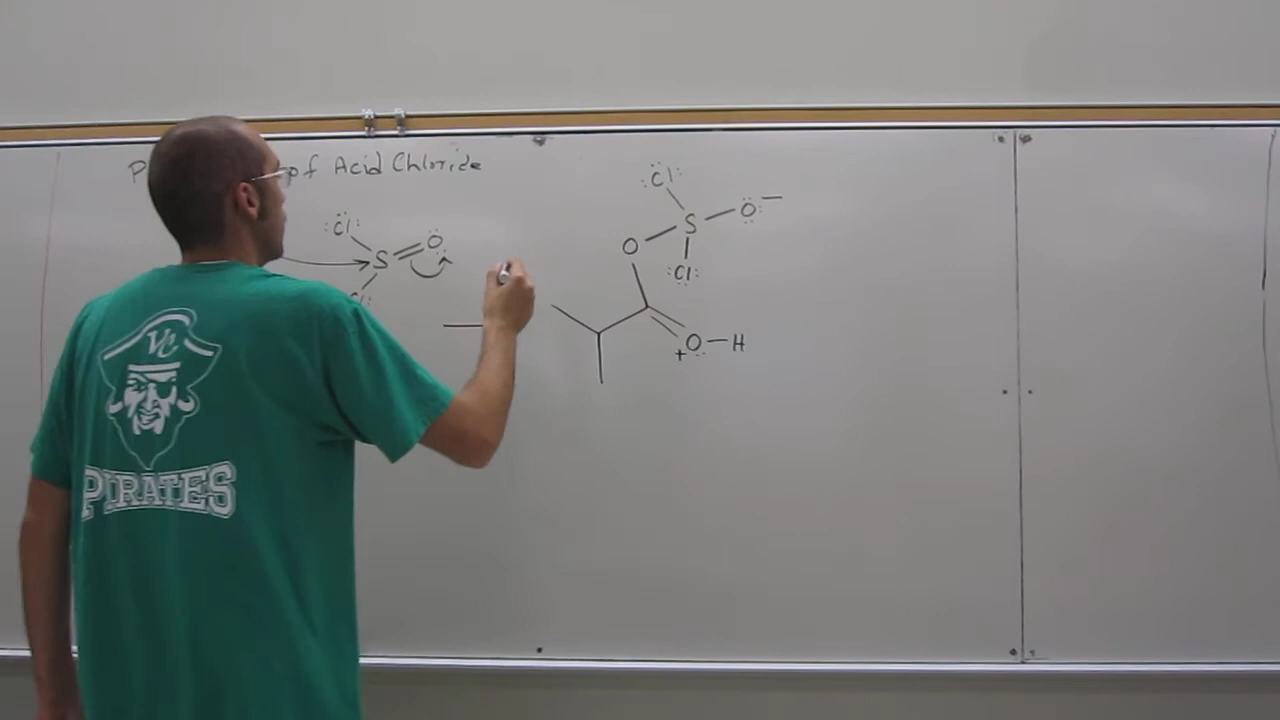 of Acid Chloride
:Cl: S=O
Cl:
:Cl:
O S O −
:Cl:
O−H
+
VC
PIRATES